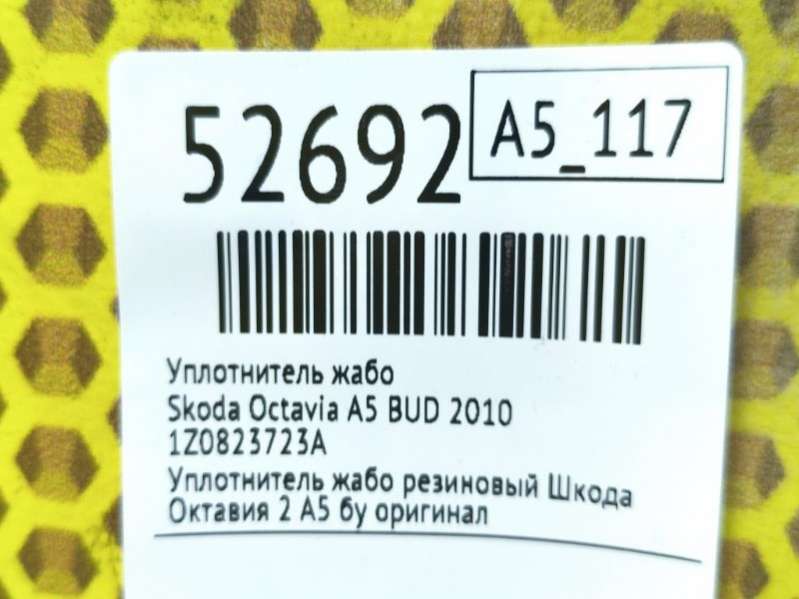 52692
A5_117
Уплотнитель жабо
Skoda Octavia A5 BUD 2010
1Z0823723A
Уплотнитель жабо резиновый Шкода
Октавия 2 А5 бу оригинал